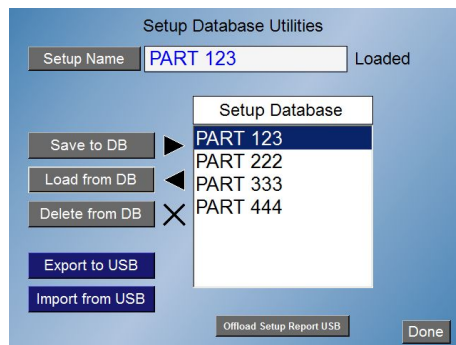 Setup Database Utilities
Setup Name PART 123 Loaded
Setup Database
Save to DB PART 123
PART 222
Load from DB PART 333
Delete from DB PART 444
Export to USB
Import from USB
Offload Setup Report USB
Done